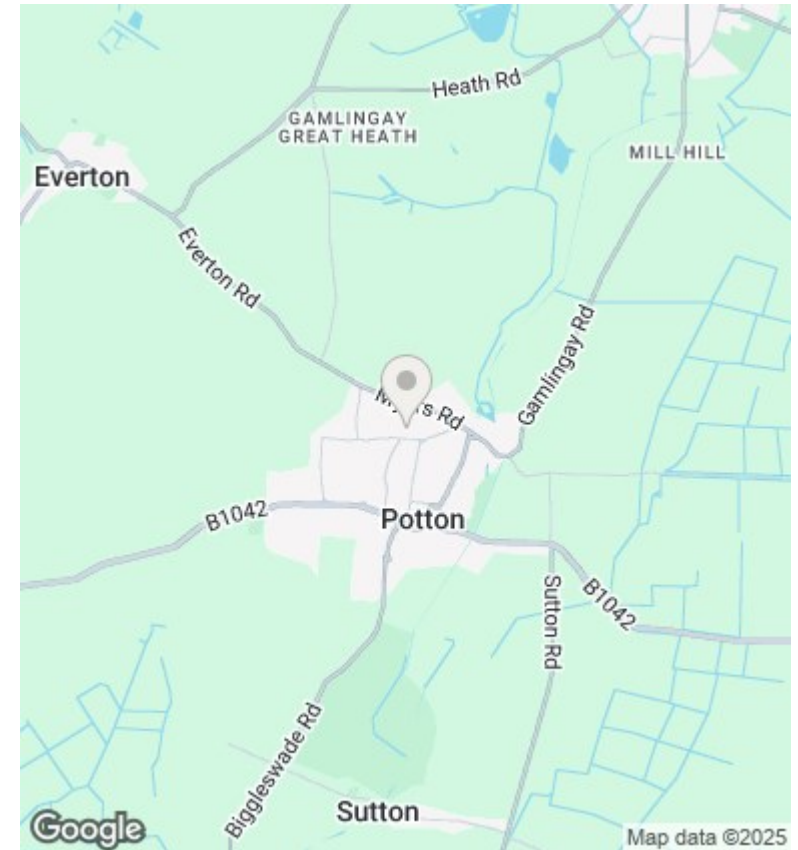 Heath Rd
GAMLINGAY
GREAT HEATH
MILL HILL
Everton
Everton Rd
Gamlingay Rd
B1042
Potton
Sutton Rd
B1042
Biggleswade Rd
Sutton
Google
Map data ©2025